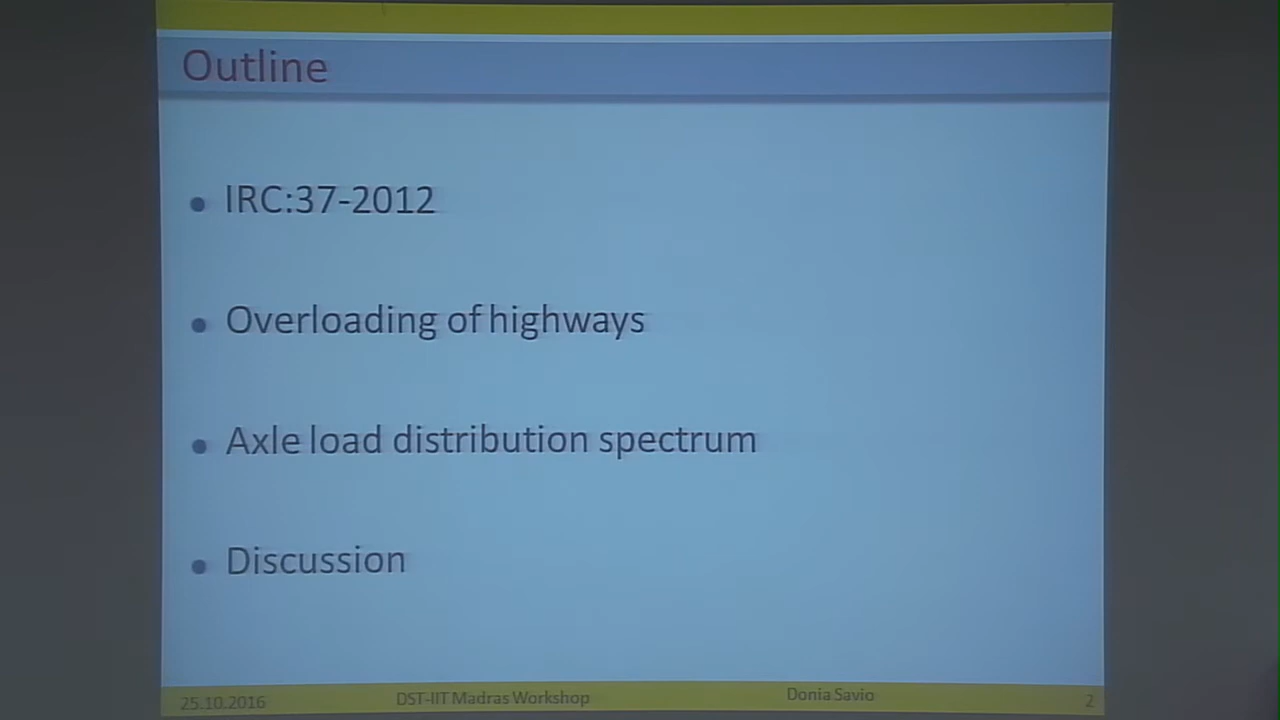 Outline
• IRC:37-2012
• Overloading of highways
• Axle load distribution spectrum
• Discussion
25.10.2016 DST-IIT Madras Workshop Donia Savio 2